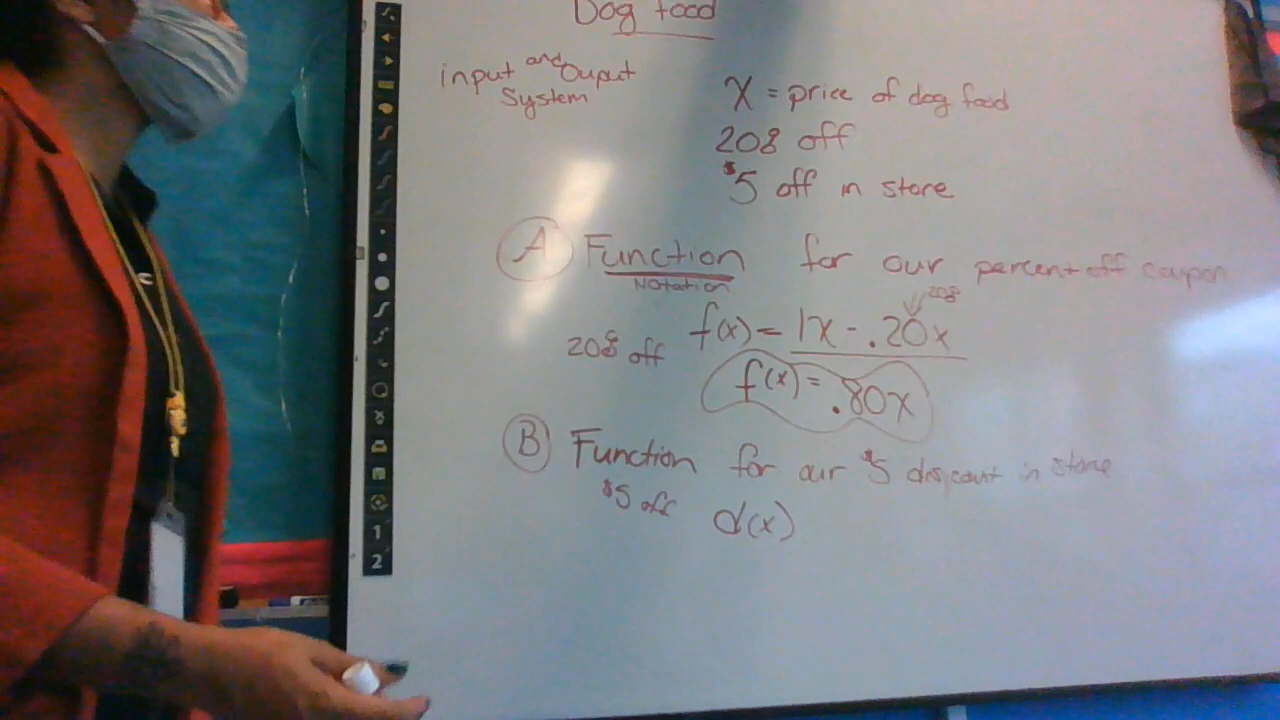 Dog food
input and Ouput
System
x = price of dog food
20% off
$5 off in store
A Function for our percent off coupon
Notation
20%
20% off f(x) = 1x - .20x
f(x) = .80x
B Function for our $5 discount in store
$5 off d(x)
1
2